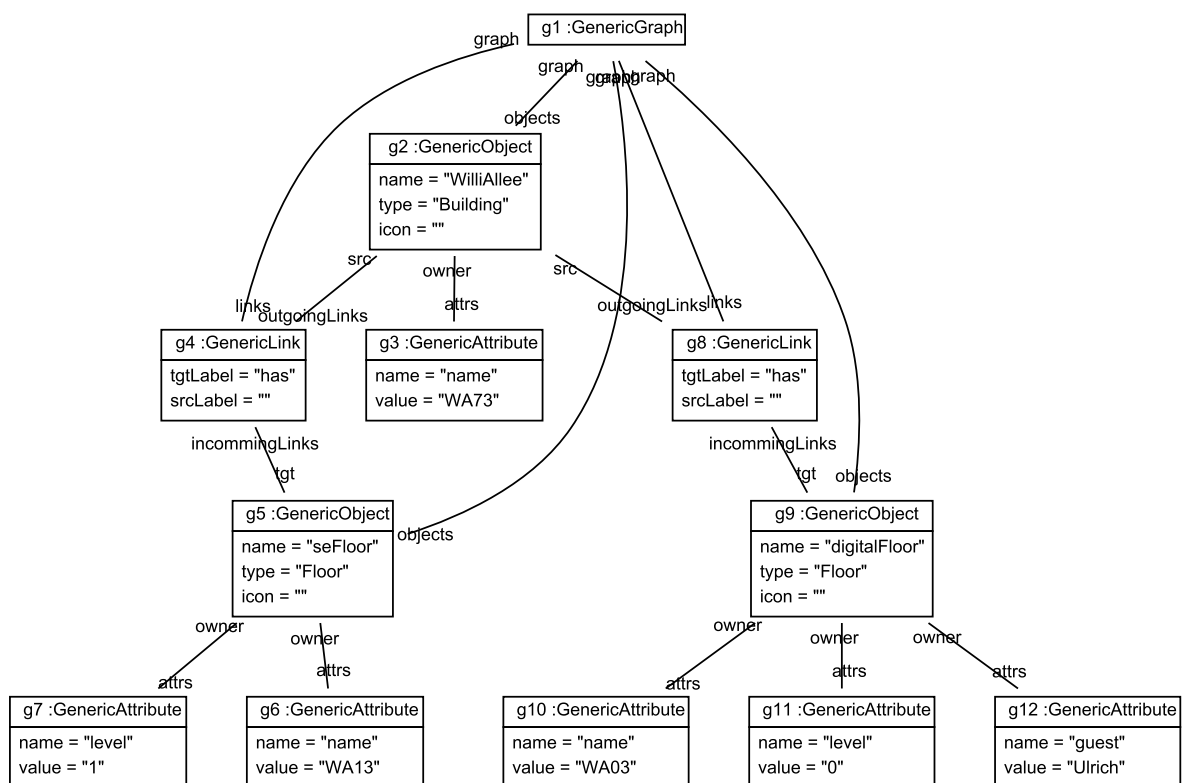 g1 :GenericGraph
graph
graph
graph
graph
graph
objects
g2 :GenericObject
name = "WilliAllee"
type = "Building"
icon = ""
src
owner
src
links
outgoingLinks
attrs
outgoingLinks
links
g4 :GenericLink
tgtLabel = "has"
srcLabel = ""
g3 :GenericAttribute
name = "name"
value = "WA73"
g8 :GenericLink
tgtLabel = "has"
srcLabel = ""
incommingLinks
tgt
incommingLinks
tgt
objects
g5 :GenericObject
name = "seFloor"
type = "Floor"
icon = ""
objects
g9 :GenericObject
name = "digitalFloor"
type = "Floor"
icon = ""
owner
owner
owner
owner
owner
attrs
attrs
attrs
attrs
attrs
g7 :GenericAttribute
name = "level"
value = "1"
g6 :GenericAttribute
name = "name"
value = "WA13"
g10 :GenericAttribute
name = "name"
value = "WA03"
g11 :GenericAttribute
name = "level"
value = "0"
g12 :GenericAttribute
name = "guest"
value = "Ulrich"